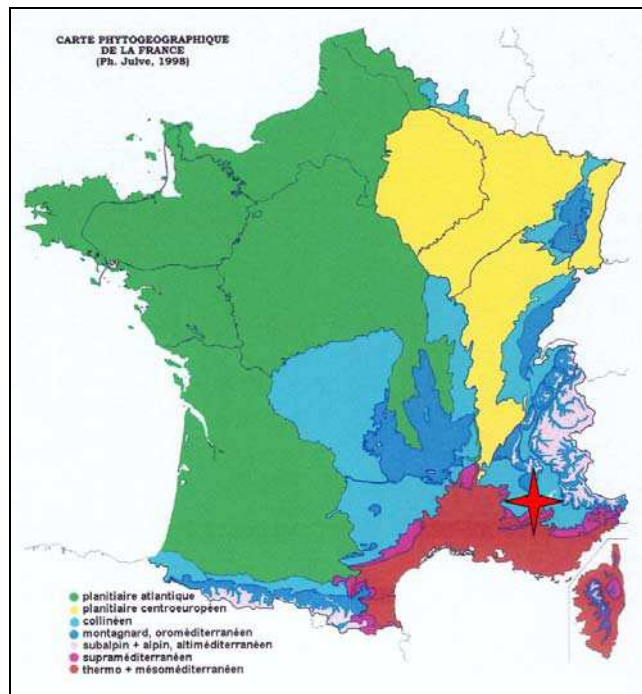 CARTE PHYTOGEOGRAPHIQUE
DE LA FRANCE
(Ph. Julve, 1998)
planitiaire atlantique
planitiaire centroeuropéen
collinéen
montagnard, oroméditerranéen
subalpin + alpin, altiméditerranéen
supraméditerranéen
thermo + mésoméditerranéen